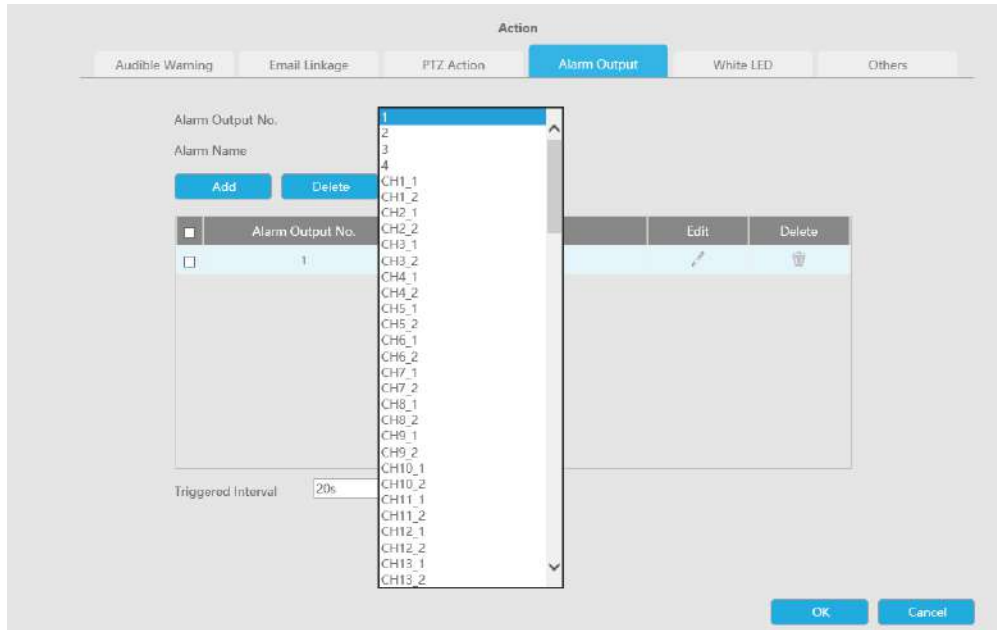 Action
Audible Warning Email Linkage PTZ Action Alarm Output White LED Others
Alarm Output No.
Alarm Name
Add Delete
Alarm Output No. Edit Delete
1
Triggered Interval 20s
1
2
3
4
CH1_1
CH1_2
CH2_1
CH2_2
CH3_1
CH3_2
CH4_1
CH4_2
CH5_1
CH5_2
CH6_1
CH6_2
CH7_1
CH7_2
CH8_1
CH8_2
CH9_1
CH9_2
CH10_1
CH10_2
CH11_1
CH11_2
CH12_1
CH12_2
CH13_1
CH13_2
OK Cancel